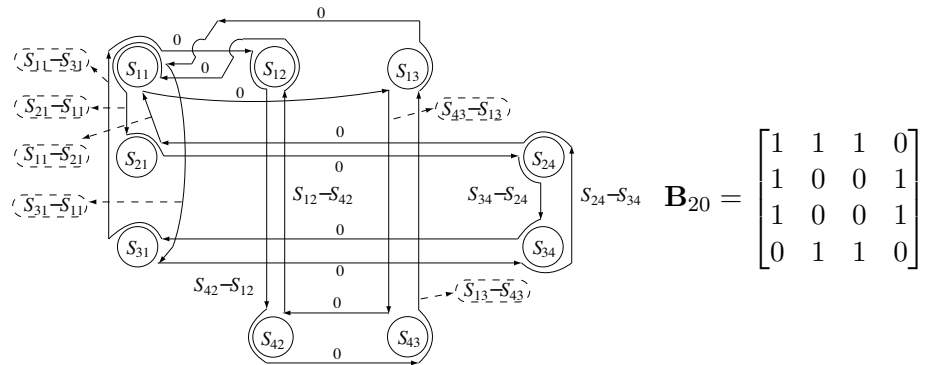 0
S₁₁−S₃₁
0
0
S₁₁
S₁₂
S₁₃
0
S₂₁−S₁₁
S₄₃−S₁₃
0
S₁₁−S₂₁
S₂₁
0
S₂₄
S₁₂−S₄₂
S₃₄−S₂₄
S₂₄−S₃₄
S₃₁−S₁₁
0
S₃₁
0
S₃₄
S₄₂−S₁₂
S₁₃−S₄₃
0
S₄₂
S₄₃
0
B₂₀ =
1 1 1 0
1 0 0 1
1 0 0 1
0 1 1 0